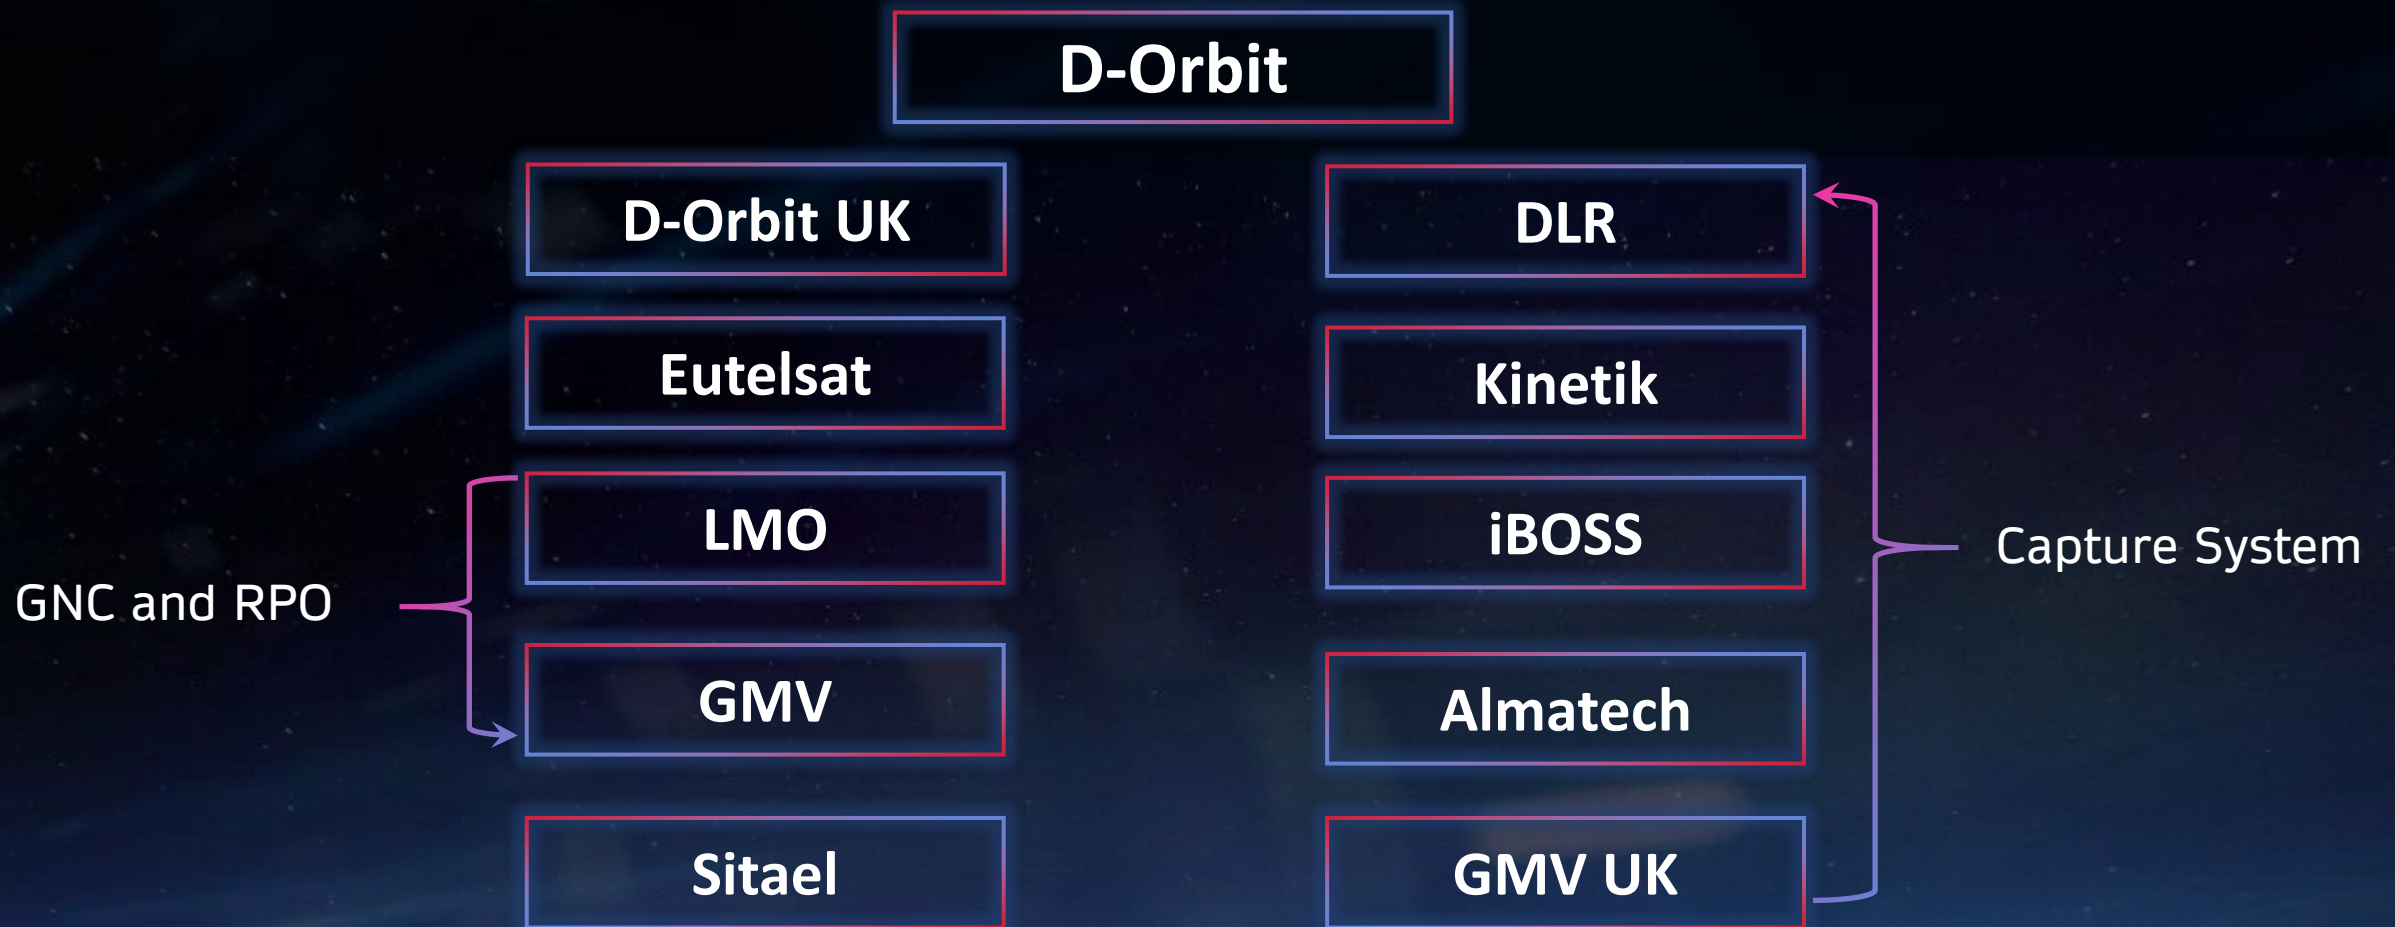 D-Orbit
D-Orbit UK
DLR
Eutelsat
Kinetik
LMO
iBOSS
Capture System
GNC and RPO
GMV
Almatech
Sitael
GMV UK